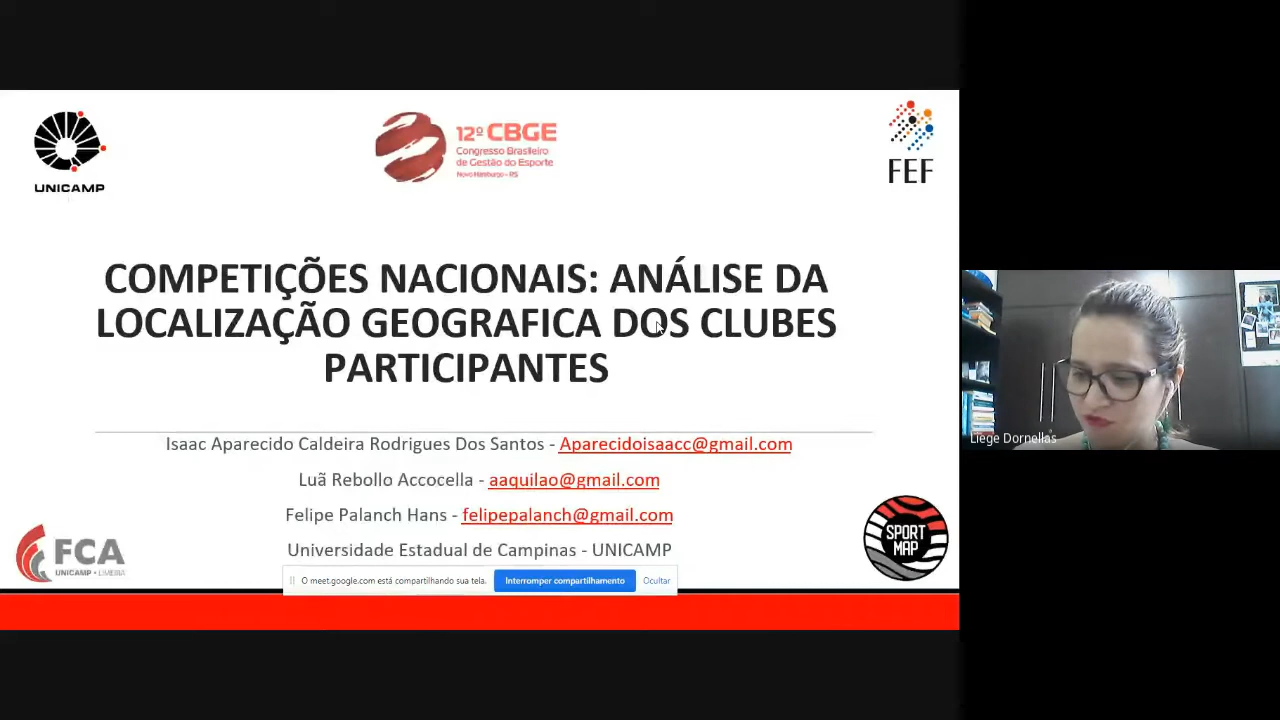 UNICAMP
12º CBGE
Congresso Brasileiro
de Gestão do Esporte
Novo Hamburgo - RS
FEF
COMPETIÇÕES NACIONAIS: ANÁLISE DA
LOCALIZAÇÃO GEOGRAFICA DOS CLUBES
PARTICIPANTES
Isaac Aparecido Caldeira Rodrigues Dos Santos - Aparecidoisaacc@gmail.com
Luã Rebollo Accocella - aaquilao@gmail.com
Felipe Palanch Hans - felipepalanch@gmail.com
Universidade Estadual de Campinas - UNICAMP
FCA
UNICAMP • LIMEIRA
SPORT
MAP
O meet.google.com está compartilhando sua tela.
Interromper compartilhamento
Ocultar
Liege Dornellas